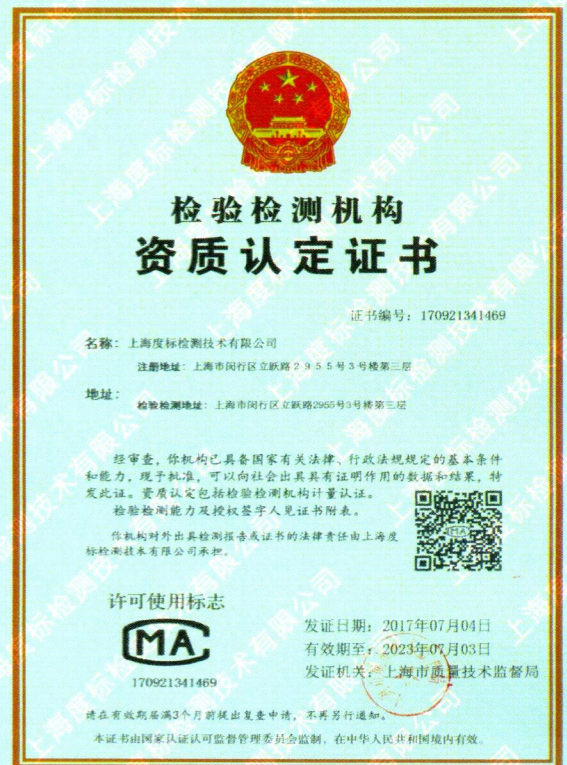 检验检测机构
资质认定证书
证书编号：170921341469
名称：上海度标检测技术有限公司
注册地址：上海市闵行区立跃路2955号3号楼第三层
地址：
检验检测地址：上海市闵行区立跃路2955号3号楼第三层
经审查，你机构已具备国家有关法律、行政法规规定的基本条件
和能力，现予批准，可以向社会出具具有证明作用的数据和结果，特
发此证。资质认定包括检验检测机构计量认证。
检验检测能力及授权签字人见证书附表。
你机构对外出具检测报告或证书的法律责任由上海度
标检测技术有限公司承担。
许可使用标志
MA
170921341469
发证日期：2017年07月04日
有效期至：2023年07月03日
发证机关：上海市质量技术监督局
请在有效期届满3个月前提出复查申请，不再另行通知。
本证书由国家认证认可监督管理委员会监制，在中华人民共和国境内有效。
上海度标检测技术有限公司